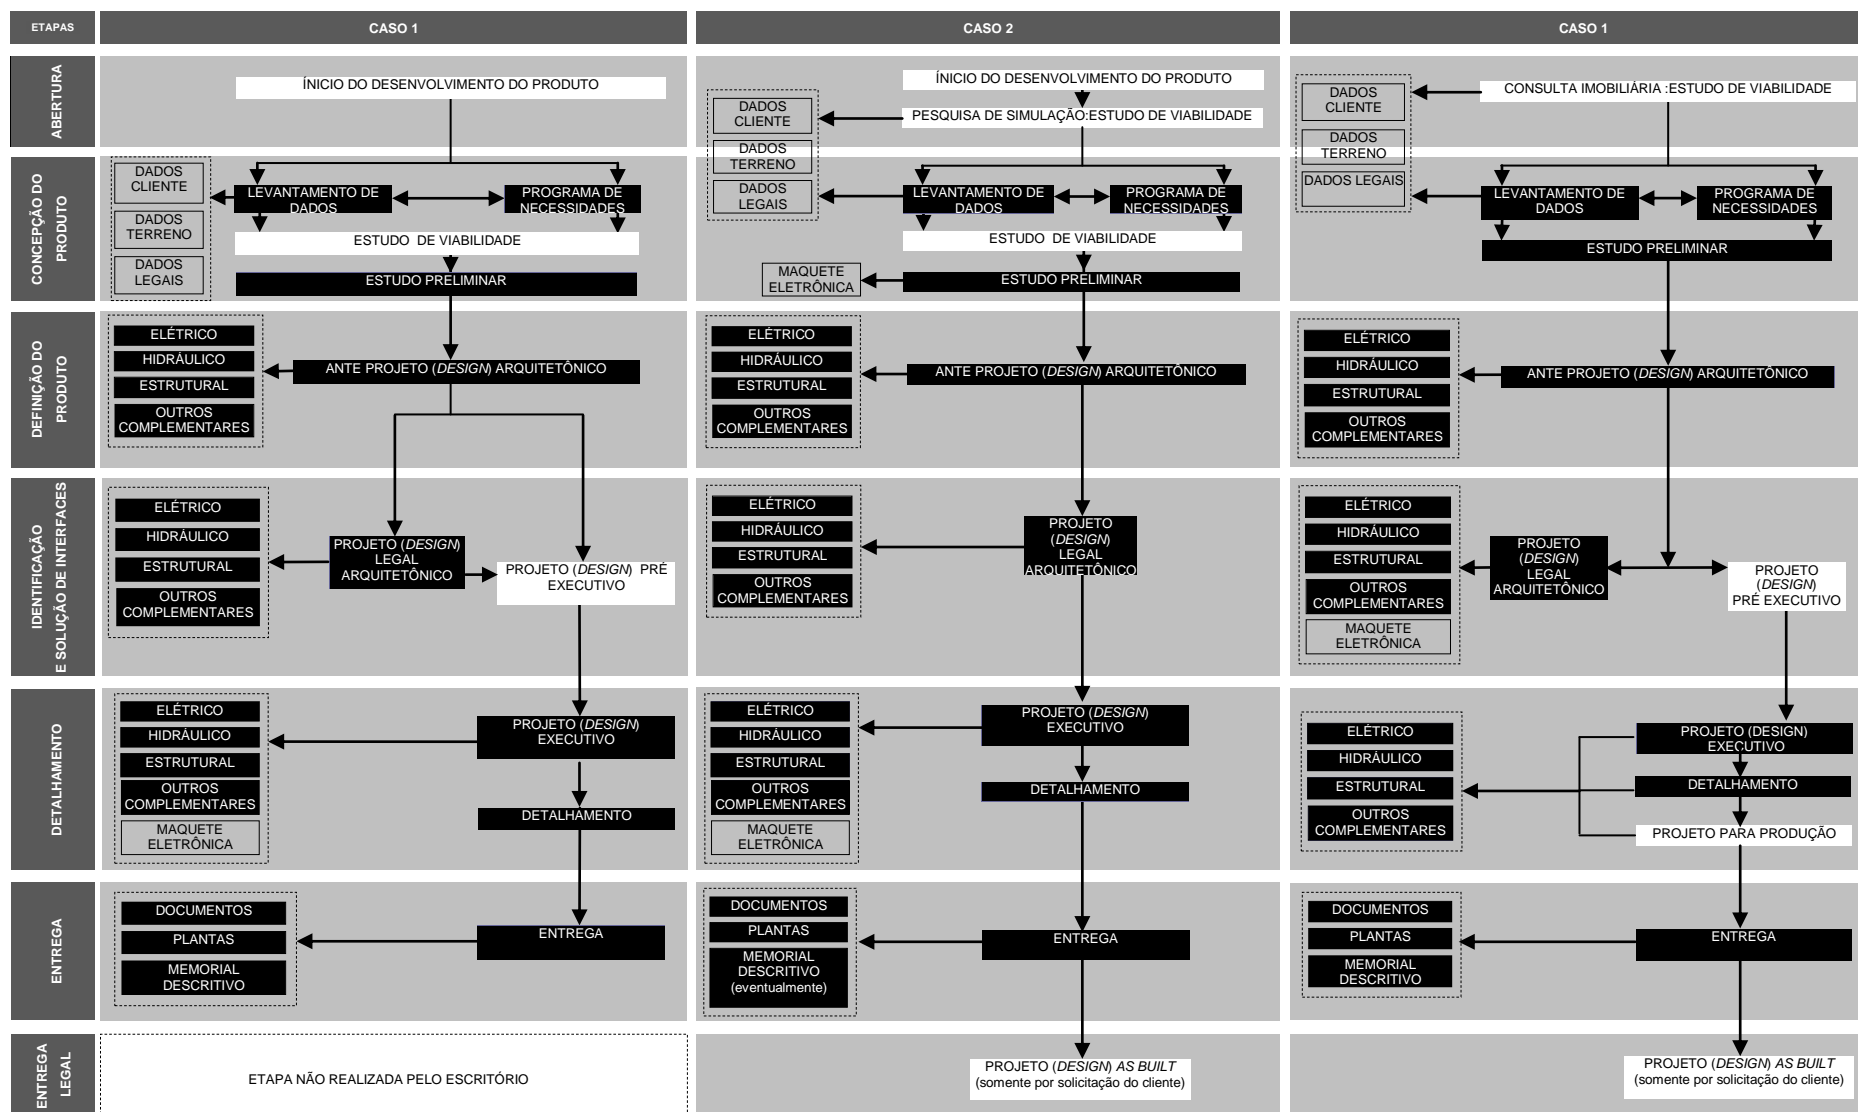 ETAPAS
CASO 1
CASO 2
CASO 1
ABERTURA
ÍNICIO DO DESENVOLVIMENTO DO PRODUTO
ÍNICIO DO DESENVOLVIMENTO DO PRODUTO
DADOS
CLIENTE
PESQUISA DE SIMULAÇÃO:ESTUDO DE VIABILIDADE
DADOS
CLIENTE
CONSULTA IMOBILIÁRIA :ESTUDO DE VIABILIDADE
DADOS
TERRENO
CONCEPÇÃO DO
PRODUTO
DADOS
CLIENTE
DADOS
TERRENO
DADOS
LEGAIS
LEVANTAMENTO DE
DADOS
PROGRAMA DE
NECESSIDADES
ESTUDO DE VIABILIDADE
ESTUDO PRELIMINAR
DADOS
TERRENO
DADOS
LEGAIS
LEVANTAMENTO DE
DADOS
PROGRAMA DE
NECESSIDADES
ESTUDO DE VIABILIDADE
MAQUETE
ELETRÔNICA
ESTUDO PRELIMINAR
DADOS LEGAIS
LEVANTAMENTO DE
DADOS
PROGRAMA DE
NECESSIDADES
ESTUDO PRELIMINAR
DEFINIÇÃO DO
PRODUTO
ELÉTRICO
HIDRÁULICO
ESTRUTURAL
OUTROS
COMPLEMENTARES
ANTE PROJETO (DESIGN) ARQUITETÔNICO
ELÉTRICO
HIDRÁULICO
ESTRUTURAL
OUTROS
COMPLEMENTARES
ANTE PROJETO (DESIGN) ARQUITETÔNICO
ELÉTRICO
HIDRÁULICO
ESTRUTURAL
OUTROS
COMPLEMENTARES
ANTE PROJETO (DESIGN) ARQUITETÔNICO
IDENTIFICAÇÃO
E SOLUÇÃO DE INTERFACES
ELÉTRICO
HIDRÁULICO
ESTRUTURAL
OUTROS
COMPLEMENTARES
PROJETO (DESIGN)
LEGAL
ARQUITETÔNICO
PROJETO (DESIGN) PRÉ
EXECUTIVO
ELÉTRICO
HIDRÁULICO
ESTRUTURAL
OUTROS
COMPLEMENTARES
PROJETO
(DESIGN)
LEGAL
ARQUITETÔNICO
ELÉTRICO
HIDRÁULICO
ESTRUTURAL
OUTROS
COMPLEMENTARES
MAQUETE
ELETRÔNICA
PROJETO
(DESIGN)
LEGAL
ARQUITETÔNICO
PROJETO
(DESIGN)
PRÉ EXECUTIVO
DETALHAMENTO
ELÉTRICO
HIDRÁULICO
ESTRUTURAL
OUTROS
COMPLEMENTARES
MAQUETE
ELETRÔNICA
PROJETO (DESIGN)
EXECUTIVO
DETALHAMENTO
ELÉTRICO
HIDRÁULICO
ESTRUTURAL
OUTROS
COMPLEMENTARES
MAQUETE
ELETRÔNICA
PROJETO (DESIGN)
EXECUTIVO
DETALHAMENTO
ELÉTRICO
HIDRÁULICO
ESTRUTURAL
OUTROS
COMPLEMENTARES
PROJETO (DESIGN)
EXECUTIVO
DETALHAMENTO
PROJETO PARA PRODUÇÃO
ENTREGA
DOCUMENTOS
PLANTAS
MEMORIAL
DESCRITIVO
ENTREGA
DOCUMENTOS
PLANTAS
MEMORIAL
DESCRITIVO
(eventualmente)
ENTREGA
DOCUMENTOS
PLANTAS
MEMORIAL
DESCRITIVO
ENTREGA
ENTREGA
LEGAL
ETAPA NÃO REALIZADA PELO ESCRITÓRIO
PROJETO (DESIGN) AS BUILT
(somente por solicitação do cliente)
PROJETO (DESIGN) AS BUILT
(somente por solicitação do cliente)